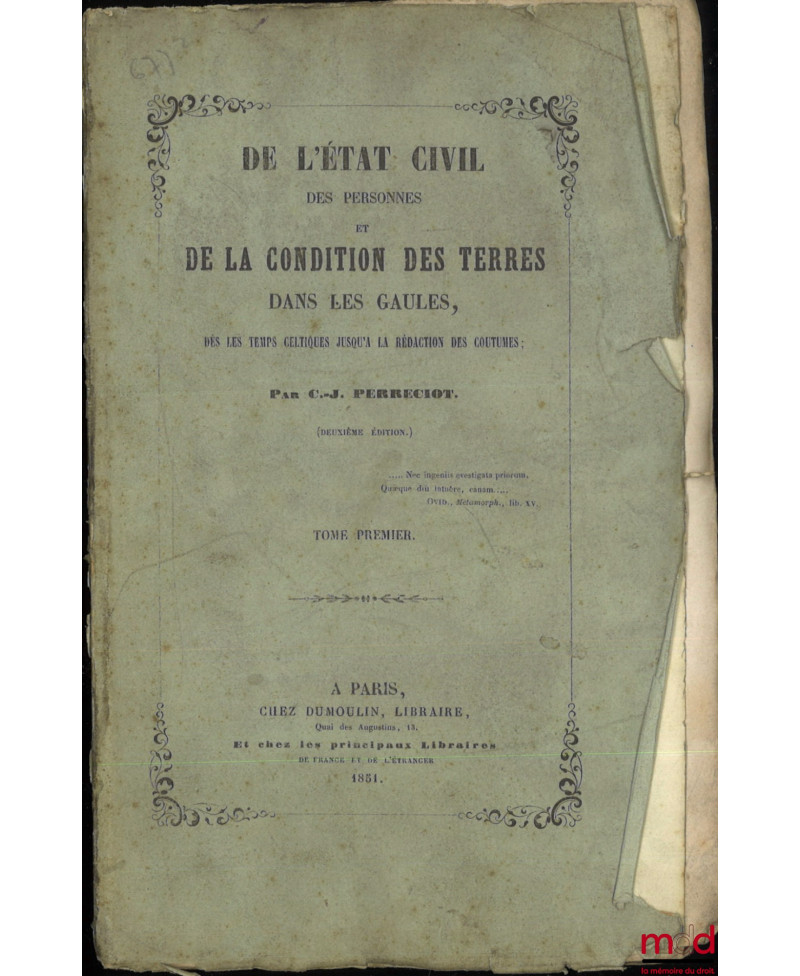 DE L'ÉTAT CIVIL
DES PERSONNES
ET
DE LA CONDITION DES TERRES
DANS LES GAULES,
DÈS LES TEMPS CELTIQUES JUSQU'A LA RÉDACTION DES COUTUMES;
PAR C.-J. PERRECIOT.
(DEUXIÈME ÉDITION.)
..... Nec ingeniis evestigata priorum,
Quæque diu latuêre, canam....
OVID., Metamorph., lib. XV.
TOME PREMIER.
A PARIS,
CHEZ DUMOULIN, LIBRAIRE,
Quai des Augustins, 13.
Et chez les principaux Libraires
DE FRANCE ET DE L'ÉTRANGER
1851.
mdd
la mémoire du droit